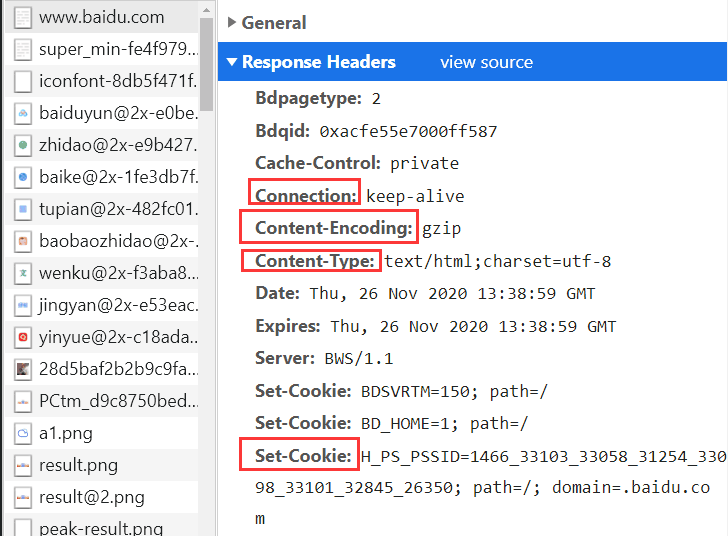 www.baidu.com
super_min-fe4f979...
iconfont-8db5f471f.
baiduyun@2x-e0be.
zhidao@2x-e9b427.
baike@2x-1fe3db7f.
tupian@2x-482fc01.
baobaozhidao@2x-.
wenku@2x-f3aba8...
jingyan@2x-e53eac.
yinyue@2x-c18ada..
28d5baf2b2b9c9fa...
PCtm_d9c8750bed..
a1.png
result.png
result@2.png
peak-result.png
General
Response Headers view source
Bdpagetype: 2
Bdqid: 0xacfe55e7000ff587
Cache-Control: private
Connection: keep-alive
Content-Encoding: gzip
Content-Type: text/html;charset=utf-8
Date: Thu, 26 Nov 2020 13:38:59 GMT
Expires: Thu, 26 Nov 2020 13:38:59 GMT
Server: BWS/1.1
Set-Cookie: BDSVRTM=150; path=/
Set-Cookie: BD_HOME=1; path=/
Set-Cookie: H_PS_PSSID=1466_33103_33058_31254_330
98_33101_32845_26350; path=/; domain=.baidu.co
m